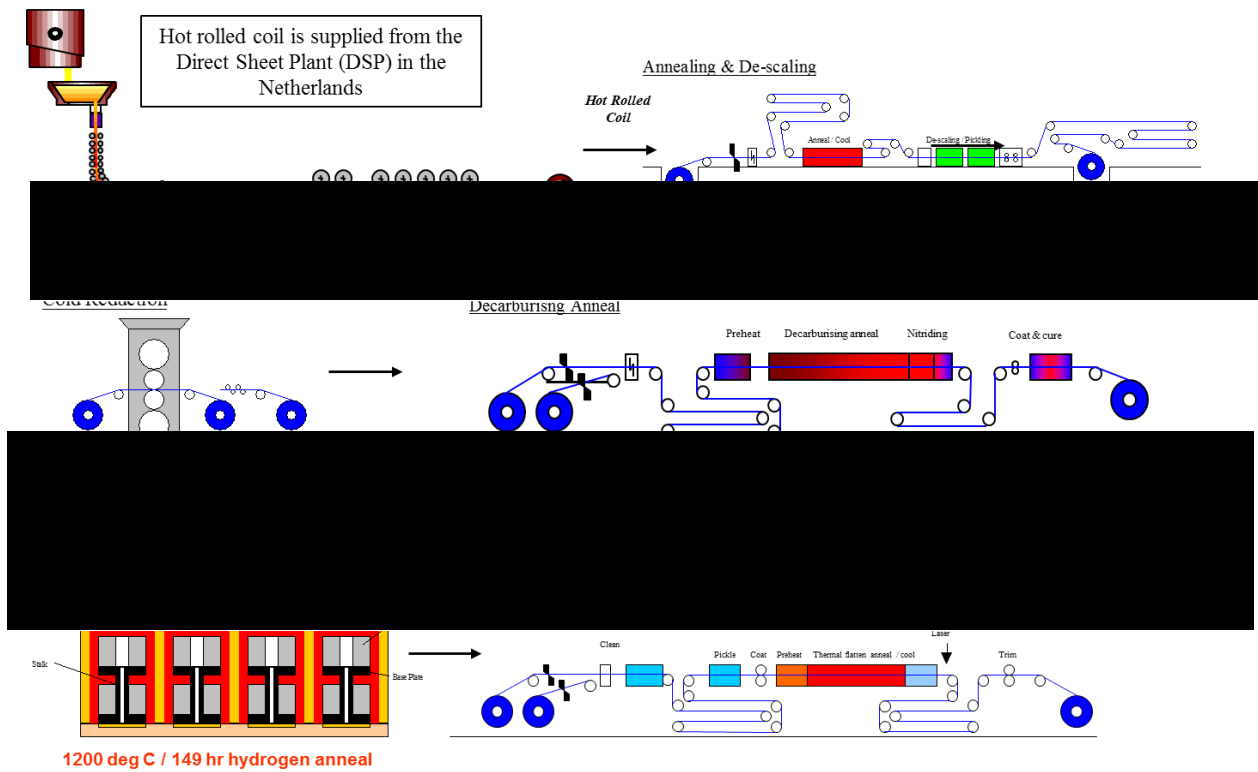 Hot rolled coil is supplied from the
Direct Sheet Plant (DSP) in the
Netherlands
Annealing & De-scaling
Hot Rolled
Coil
Anneal / Cool
De-scaling / Pickling
Cold Reduction
Decarburisng Anneal
Preheat
Decarburising anneal
Nitriding
Coat & cure
Laser
Clean
Pickle
Coat
Preheat
Thermal flatten anneal / cool
Trim
Stalk
Base Plate
1200 deg C / 149 hr hydrogen anneal